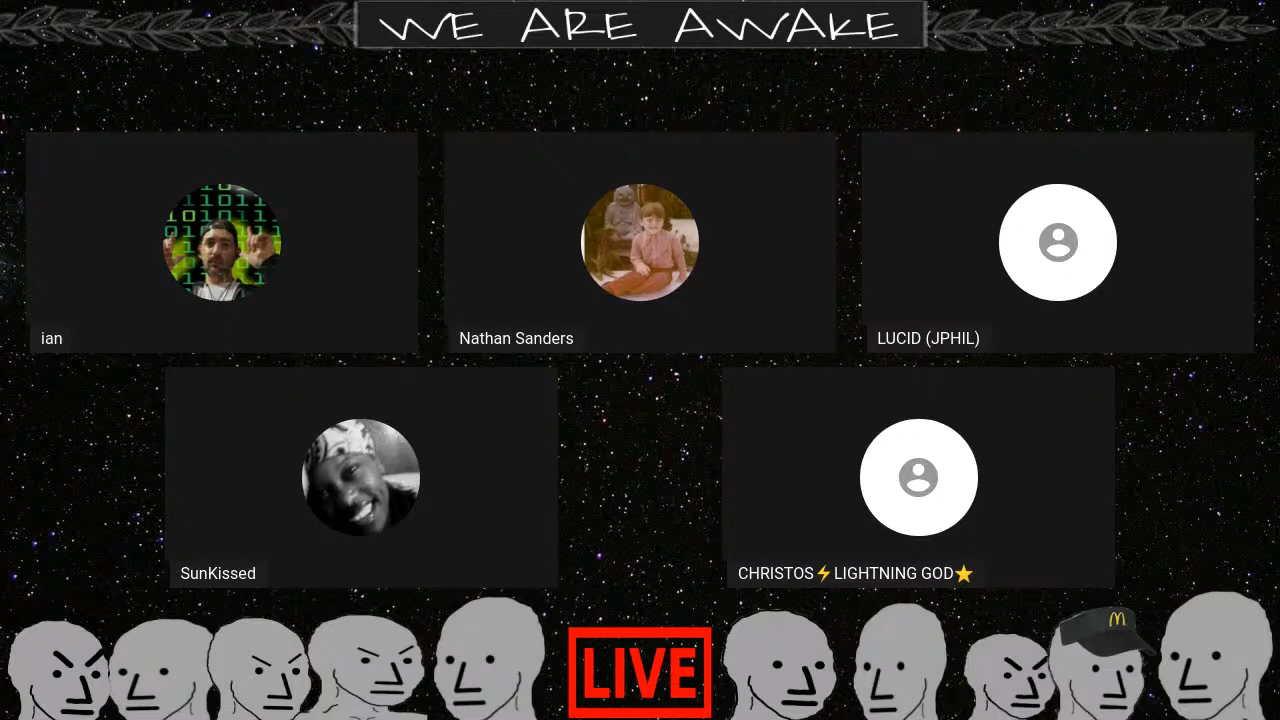 WE ARE AWAKE
ian
Nathan Sanders
LUCID (JPHIL)
SunKissed
CHRISTOS⚡LIGHTNING GOD⭐
LIVE